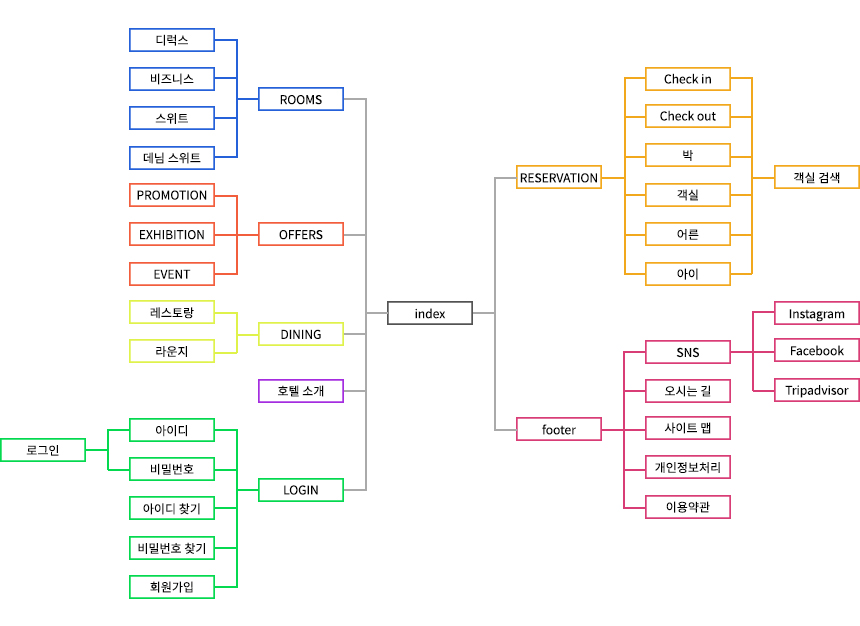 디럭스
비즈니스
스위트
데님 스위트
ROOMS
PROMOTION
EXHIBITION
EVENT
OFFERS
레스토랑
라운지
DINING
호텔 소개
로그인
아이디
비밀번호
아이디 찾기
비밀번호 찾기
회원가입
LOGIN
index
RESERVATION
Check in
Check out
박
객실
어른
아이
객실 검색
footer
SNS
오시는 길
사이트 맵
개인정보처리
이용약관
Instagram
Facebook
Tripadvisor